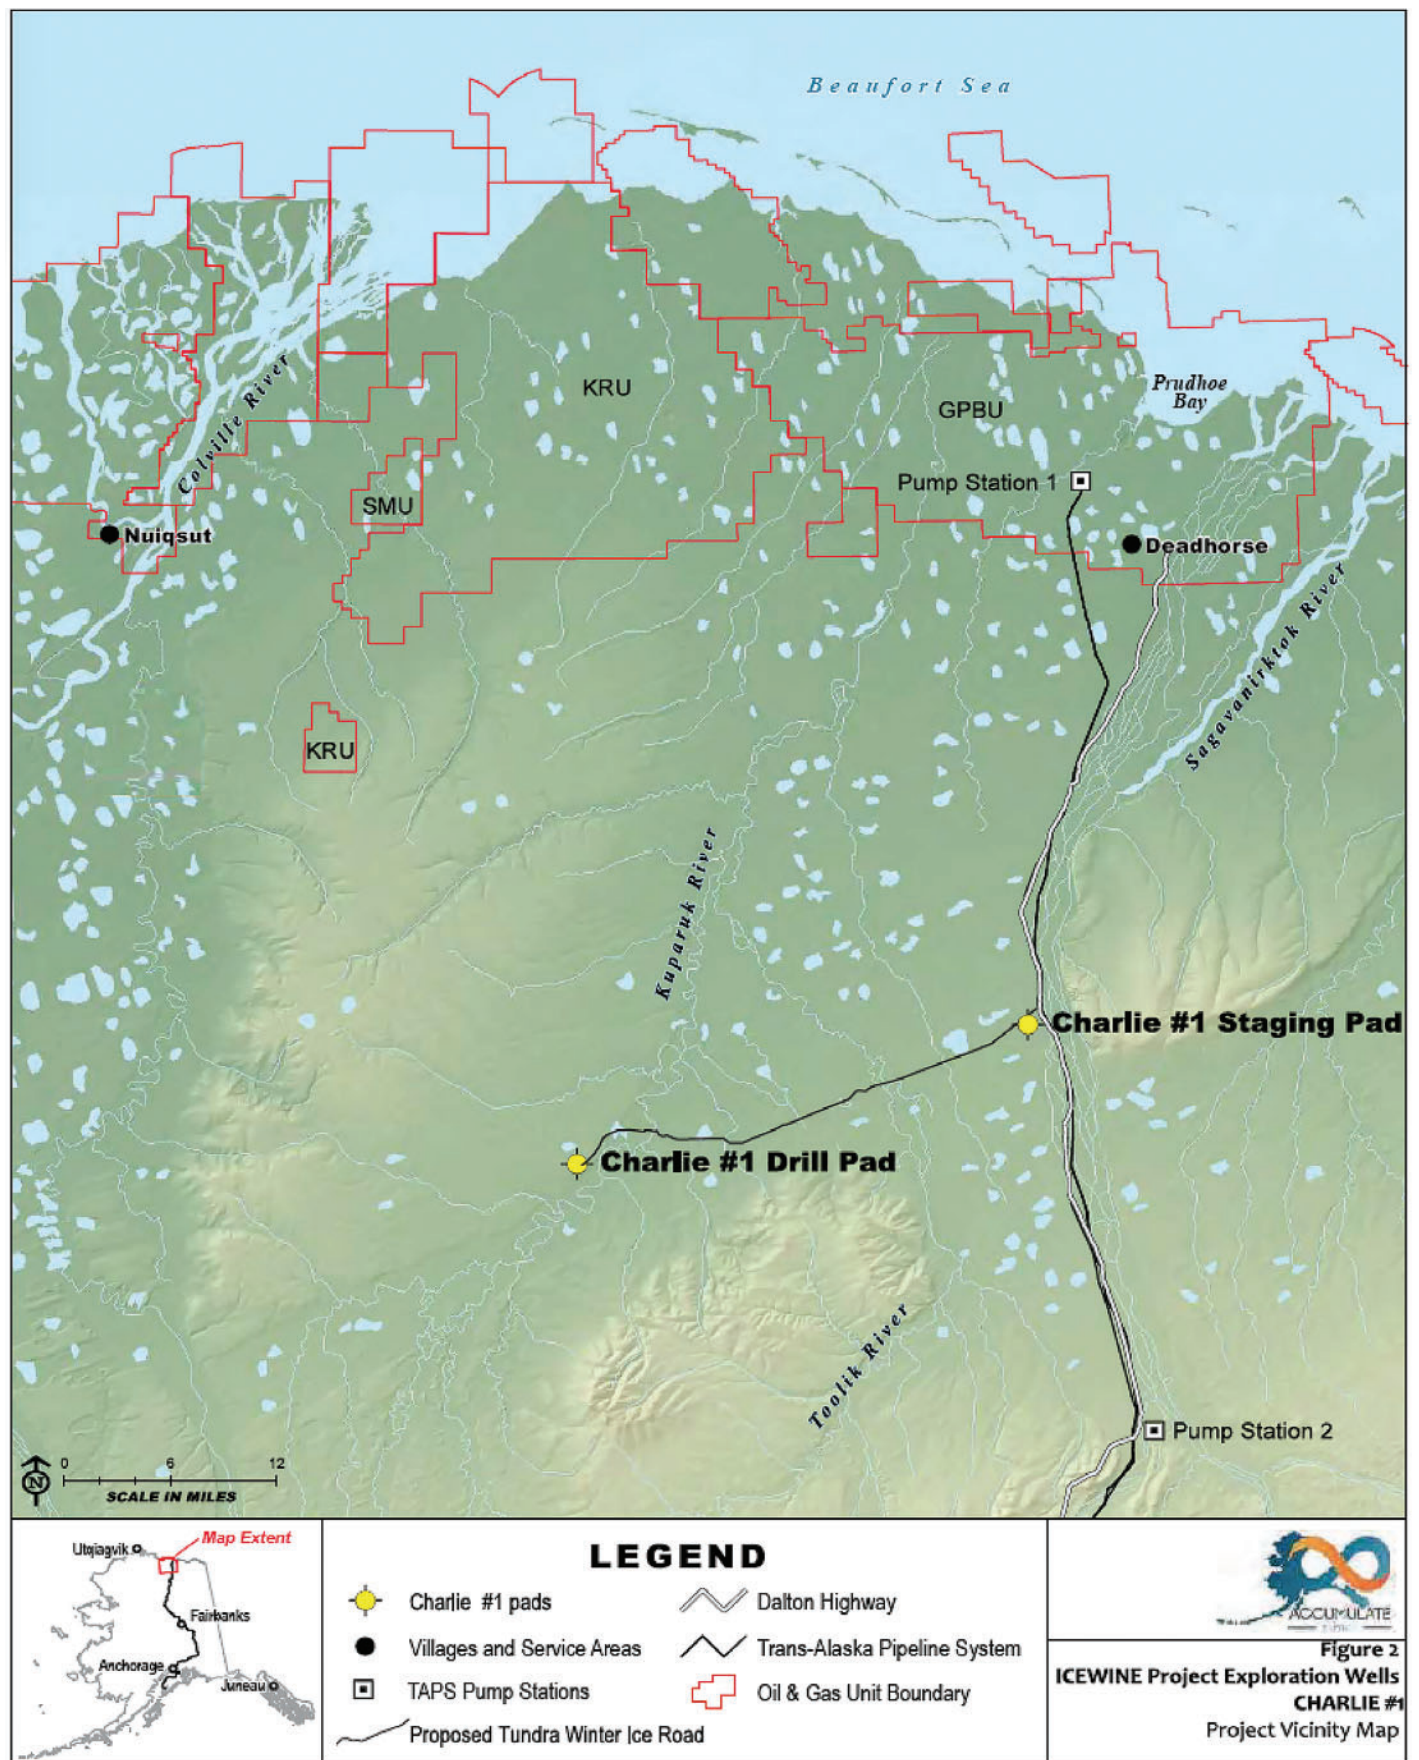 Beaufort Sea
KRU
GPBU
Prudhoe
Bay
Colville River
Pump Station 1
SMU
Nuiqsut
Deadhorse
Sagavanirktok River
KRU
Kuparuk River
Charlie #1 Staging Pad
Charlie #1 Drill Pad
Toolik River
Pump Station 2
N
0 6 12
SCALE IN MILES
Map Extent
Utqiagvik
Fairbanks
Anchorage
Juneau
LEGEND
Charlie #1 pads
Villages and Service Areas
TAPS Pump Stations
Proposed Tundra Winter Ice Road
Dalton Highway
Trans-Alaska Pipeline System
Oil & Gas Unit Boundary
ACCUMULATE
Figure 2
ICEWINE Project Exploration Wells
CHARLIE #1
Project Vicinity Map